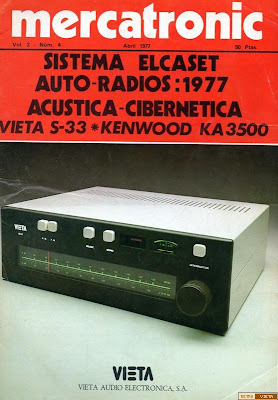 mercatronic
Vol. 2 - Núm. 4 Abril 1977 90 Ptas.
SISTEMA ELCASET
AUTO-RADIOS: 1977
ACUSTICA-CIBERNETICA
VIETA S-33 * KENWOOD KA3500
VIETA
VIETA
VIETA AUDIO ELECTRONICA, S.A.